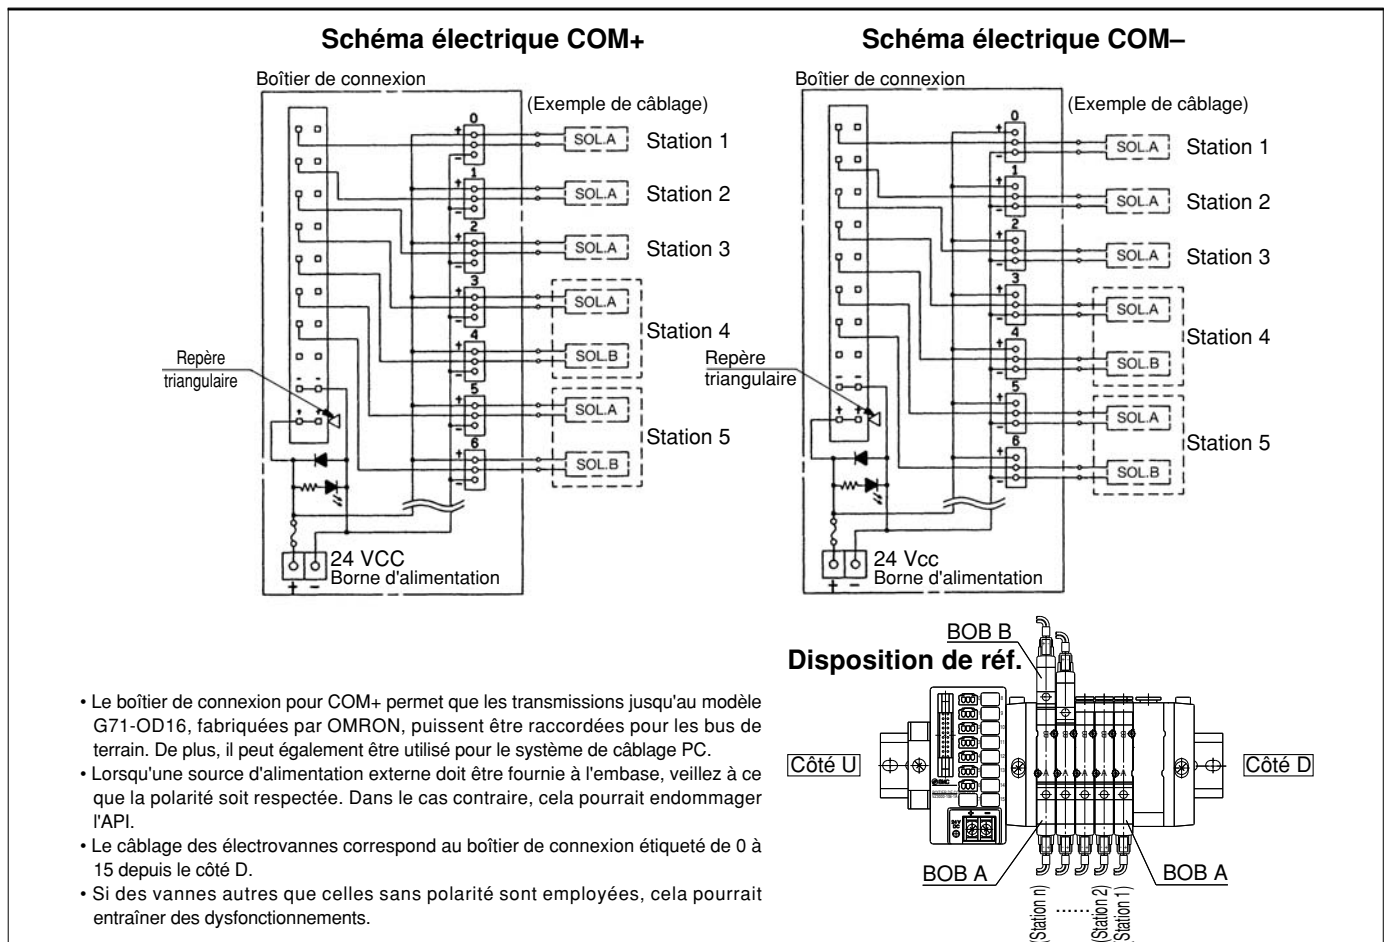 Schéma électrique COM+
Boîtier de connexion
(Exemple de câblage)
0
+
–
SOL.A
Station 1
1
+
–
SOL.A
Station 2
2
+
–
SOL.A
Station 3
3
+
–
SOL.A
Station 4
4
+
–
SOL.B
5
+
–
SOL.A
Station 5
6
+
–
SOL.B
Repère
triangulaire
- -
+ +
24 VCC
Borne d'alimentation
+ –
Schéma électrique COM–
Boîtier de connexion
(Exemple de câblage)
0
+
–
SOL.A
Station 1
1
+
–
SOL.A
Station 2
2
+
–
SOL.A
Station 3
3
+
–
SOL.A
Station 4
4
+
–
SOL.B
5
+
–
SOL.A
Station 5
6
+
–
SOL.B
Repère
triangulaire
- -
+ +
24 Vcc
Borne d'alimentation
+ –
• Le boîtier de connexion pour COM+ permet que les transmissions jusqu'au modèle
G71-OD16, fabriquées par OMRON, puissent être raccordées pour les bus de
terrain. De plus, il peut également être utilisé pour le système de câblage PC.
• Lorsqu'une source d'alimentation externe doit être fournie à l'embase, veillez à ce
que la polarité soit respectée. Dans le cas contraire, cela pourrait endommager
l'API.
• Le câblage des électrovannes correspond au boîtier de connexion étiqueté de 0 à
15 depuis le côté D.
• Si des vannes autres que celles sans polarité sont employées, cela pourrait
entraîner des dysfonctionnements.
Disposition de réf.
BOB B
Côté U
Côté D
SMC
+ –
A A A A A
BOB A
BOB A
(Station n)
......
(Station 2)
(Station 1)